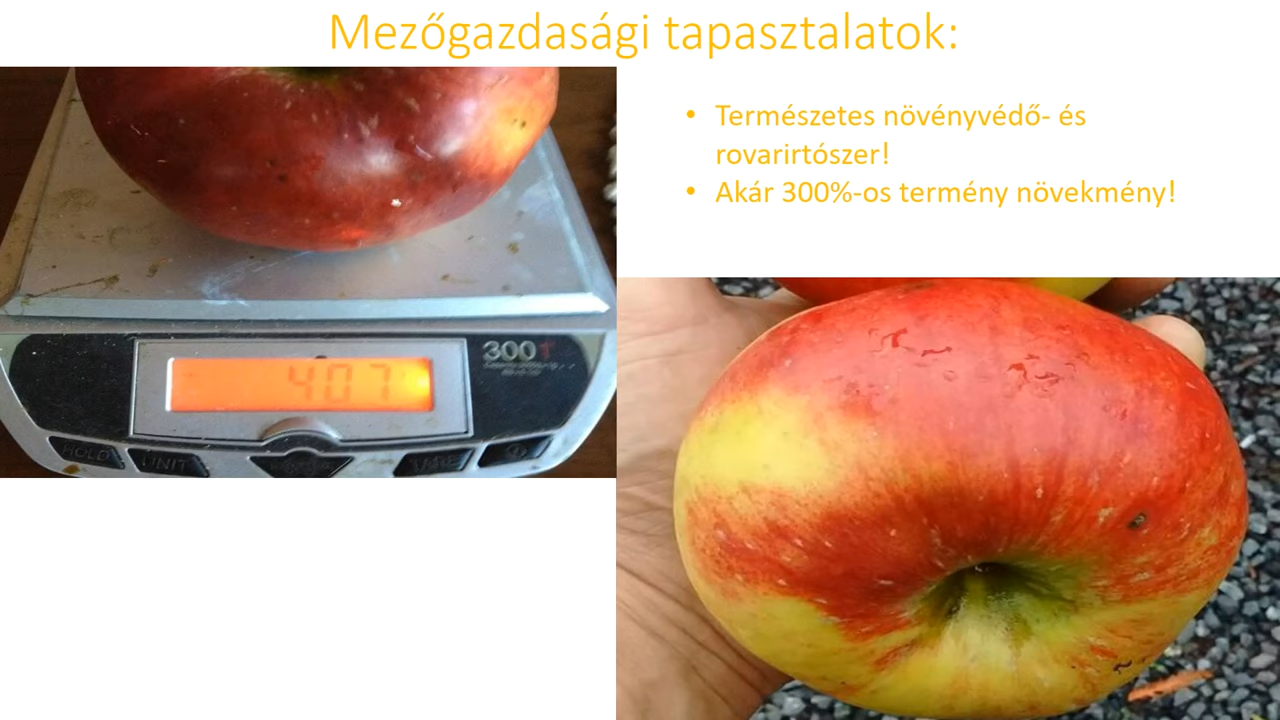 Mezőgazdasági tapasztalatok:
• Természetes növényvédő- és
rovarirtószer!
• Akár 300%-os termény növekmény!
407
300
HOLD
UNIT